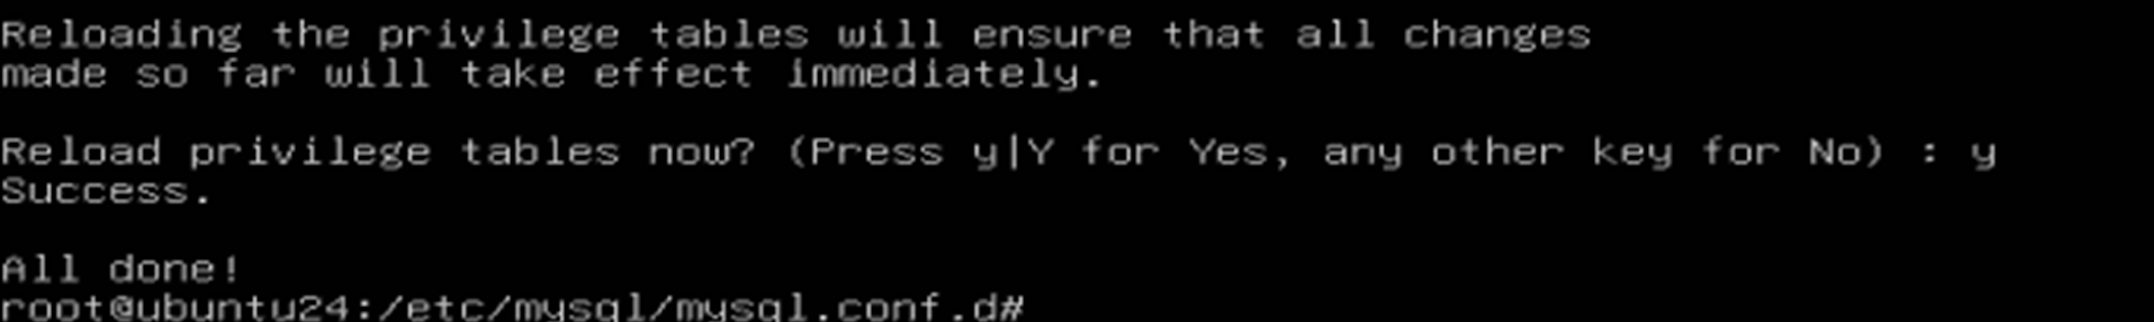 Reloading the privilege tables will ensure that all changes
made so far will take effect immediately.
Reload privilege tables now? (Press y|Y for Yes, any other key for No) : y
Success.
All done!
root@ubuntu24:/etc/mysql/mysql.conf.d#